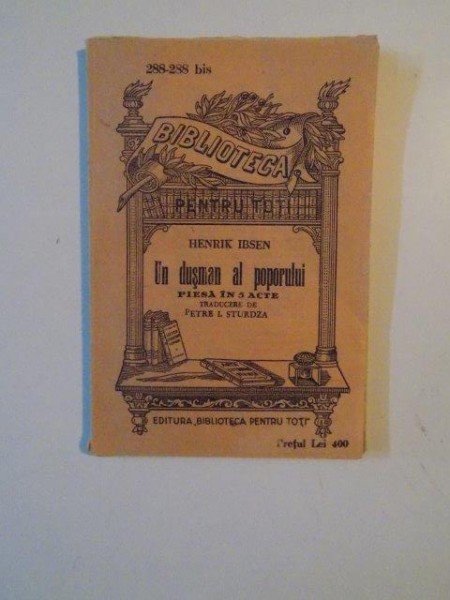 288-288 bis
BIBLIOTECA
PENTRU TOȚI
HENRIK IBSEN
Un dușman al poporului
PIESĂ ÎN 5 ACTE
TRADUCERE DE
PETRE I. STURDZA
EDITURA „BIBLIOTECA PENTRU TOȚI"
Prețul Lei 400